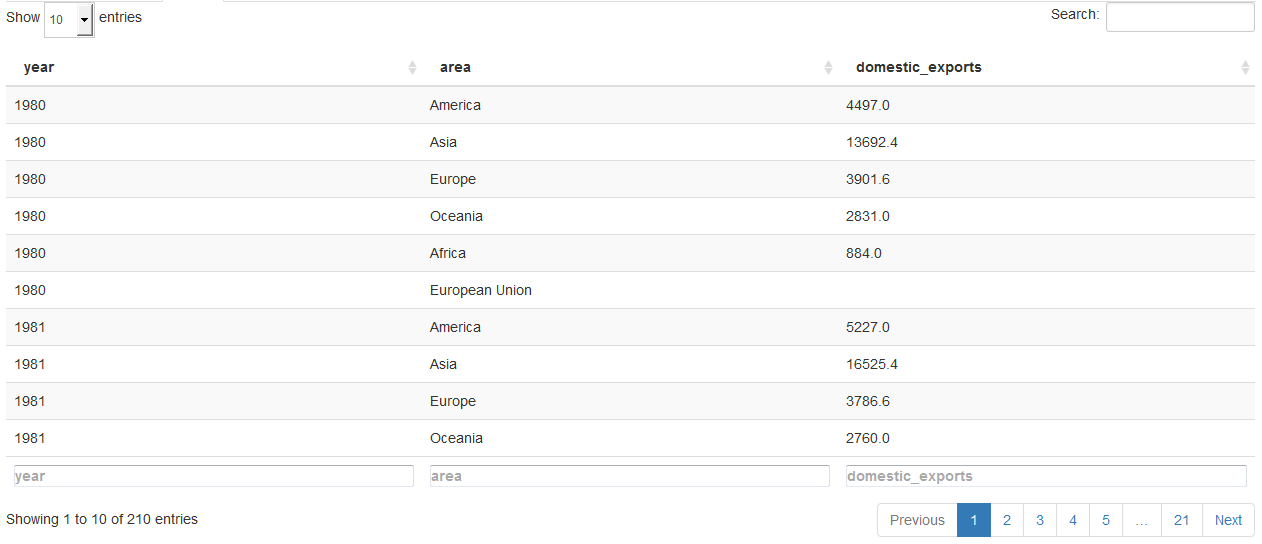 Show 10 entries Search:
year area domestic_exports
1980 America 4497.0
1980 Asia 13692.4
1980 Europe 3901.6
1980 Oceania 2831.0
1980 Africa 884.0
1980 European Union
1981 America 5227.0
1981 Asia 16525.4
1981 Europe 3786.6
1981 Oceania 2760.0
year area domestic_exports
Showing 1 to 10 of 210 entries Previous 1 2 3 4 5 … 21 Next